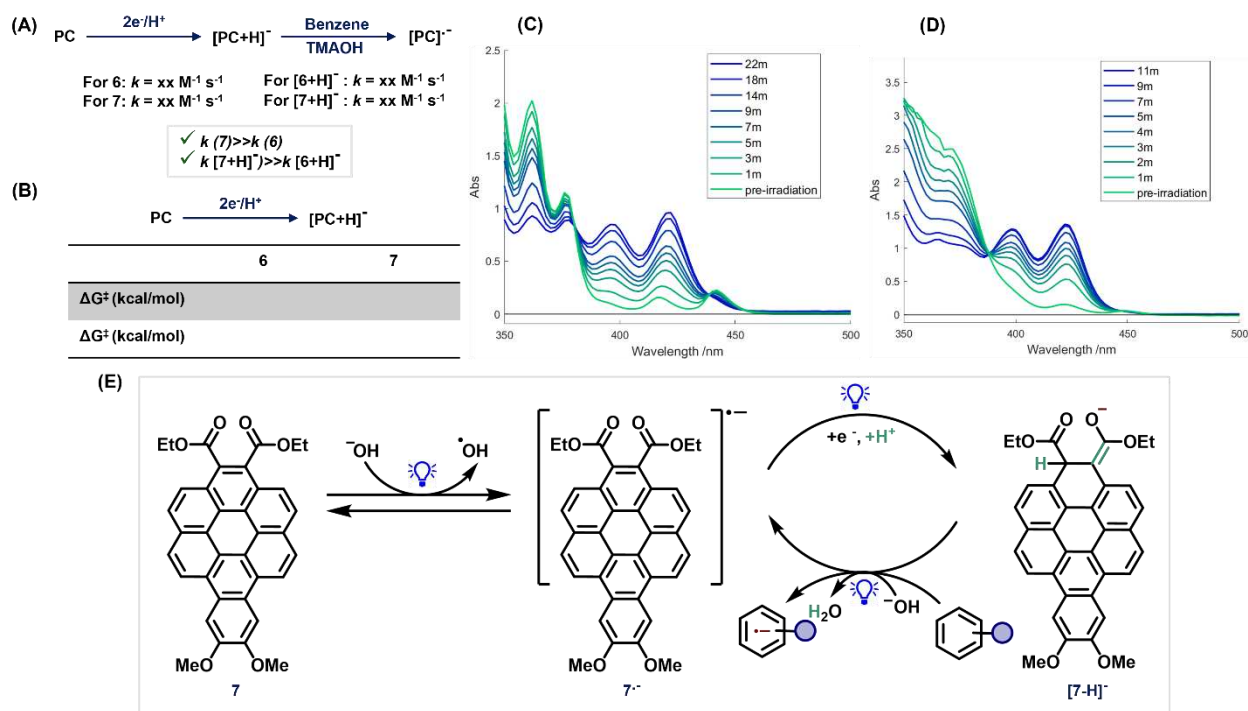 (A)
PC 2e⁻/H⁺ [PC+H]⁻ Benzene TMAOH [PC]·⁻
For 6: k = xx M⁻¹ s⁻¹ For [6+H]⁻ : k = xx M⁻¹ s⁻¹
For 7: k = xx M⁻¹ s⁻¹ For [7+H]⁻ : k = xx M⁻¹ s⁻¹
✓ k (7)>>k (6)
✓ k [7+H]⁻)>>k [6+H]⁻
(B)
PC 2e⁻/H⁺ [PC+H]⁻
6 7
ΔG‡ (kcal/mol)
ΔG‡ (kcal/mol)
(C)
2.5
2
1.5
1
0.5
0
Abs
350 400 450 500
Wavelength /nm
22m
18m
14m
9m
7m
5m
3m
1m
pre-irradiation
(D)
3.5
3
2.5
2
1.5
1
0.5
0
Abs
350 400 450 500
Wavelength /nm
11m
9m
7m
5m
4m
3m
2m
1m
pre-irradiation
(E)
O O
EtO OEt
MeO OMe
7
⁻OH ·OH
O O
EtO OEt
·−
MeO OMe
7·⁻
+e ⁻, +H⁺
H₂O
⁻OH
·−
O O⁻
EtO OEt
H
MeO OMe
[7-H]⁻